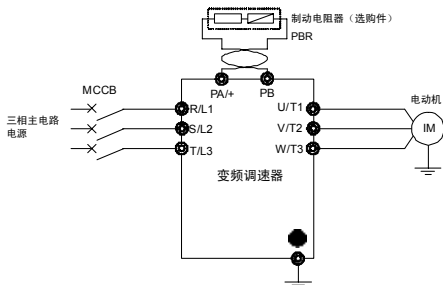 制动电阻器（选购件）
PBR
MCCB
PA/+
PB
R/L1
U/T1
电动机
三相主电路
电源
S/L2
V/T2
IM
T/L3
W/T3
变频调速器